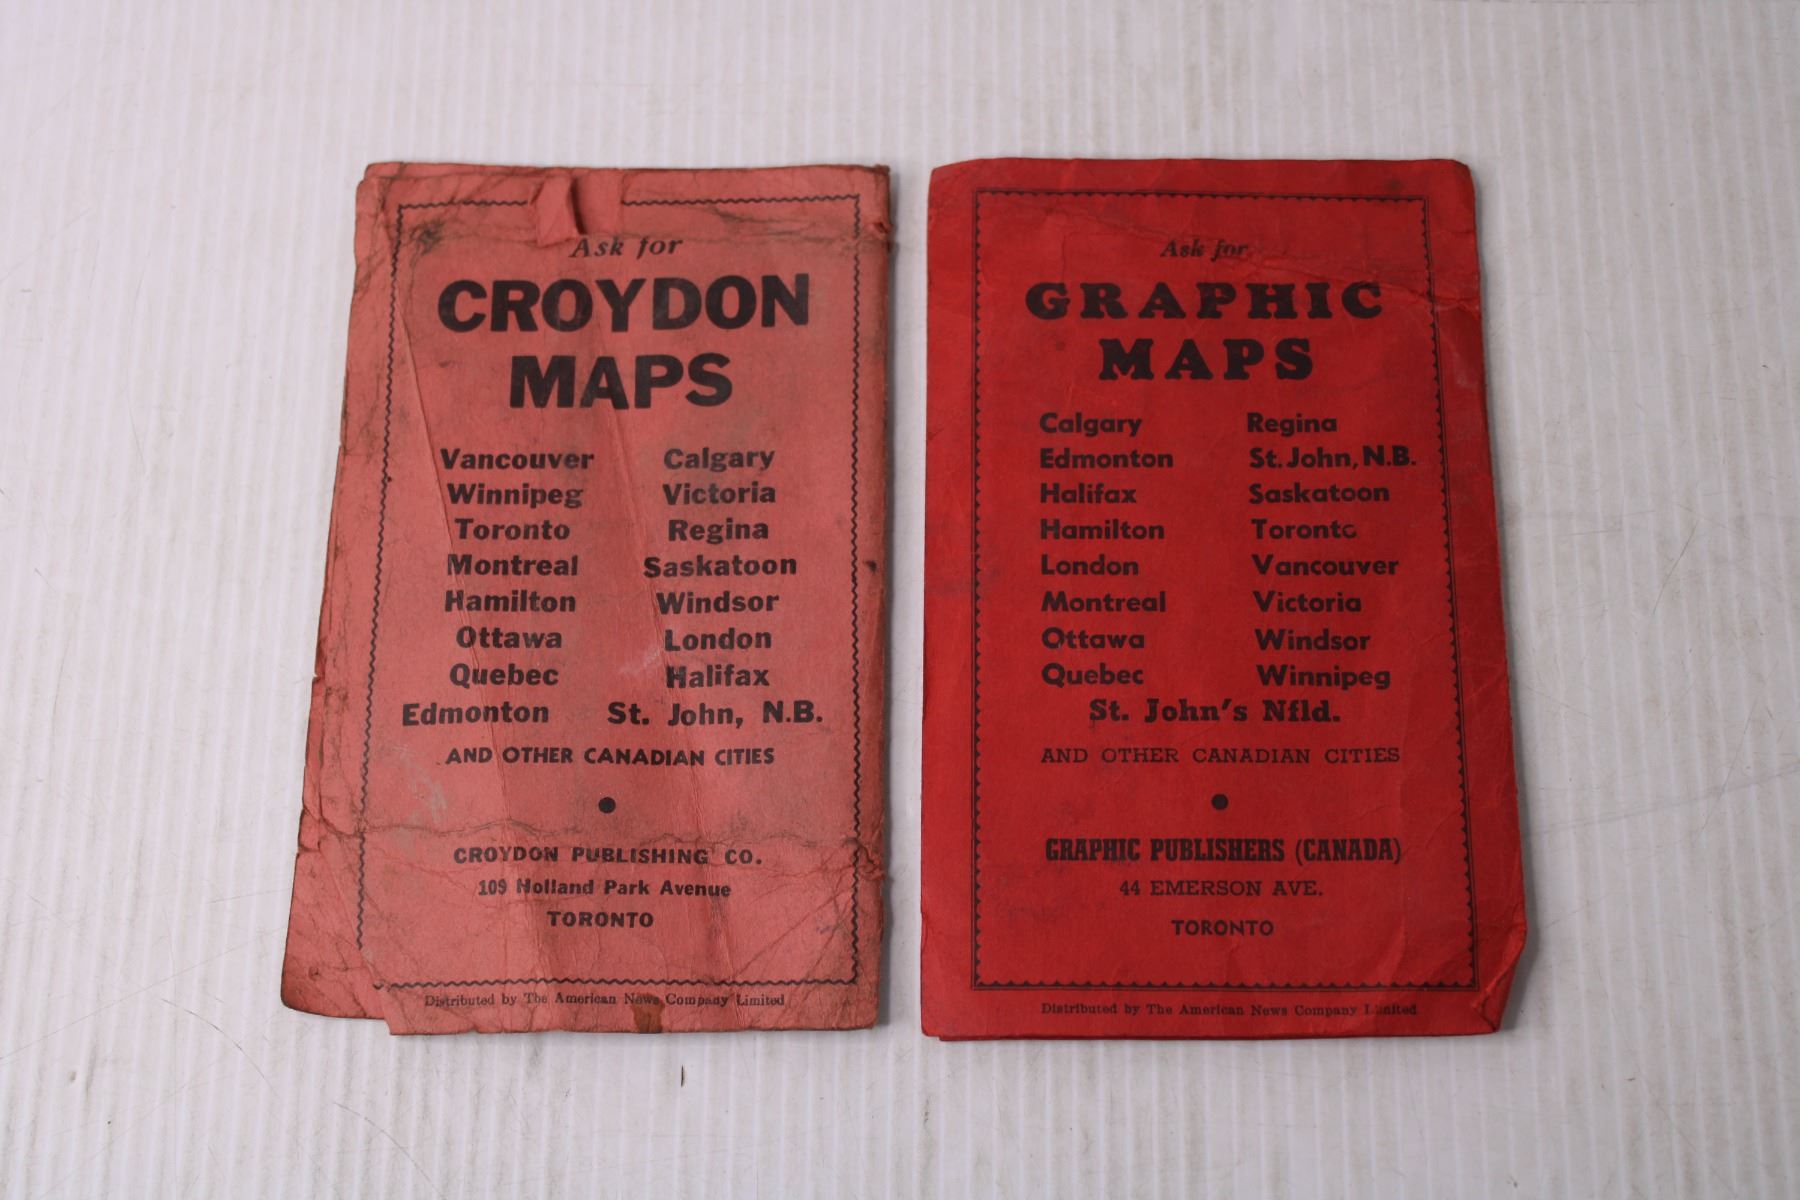 Ask for
CROYDON
MAPS
Vancouver Calgary
Winnipeg Victoria
Toronto Regina
Montreal Saskatoon
Hamilton Windsor
Ottawa London
Quebec Halifax
Edmonton St. John, N.B.
AND OTHER CANADIAN CITIES
CROYDON PUBLISHING CO.
109 Holland Park Avenue
TORONTO
Distributed by The American News Company Limited
Ask for
GRAPHIC
MAPS
Calgary Regina
Edmonton St. John, N.B.
Halifax Saskatoon
Hamilton Toronto
London Vancouver
Montreal Victoria
Ottawa Windsor
Quebec Winnipeg
St. John's Nfld.
AND OTHER CANADIAN CITIES
GRAPHIC PUBLISHERS (CANADA)
44 EMERSON AVE.
TORONTO
Distributed by The American News Company Limited